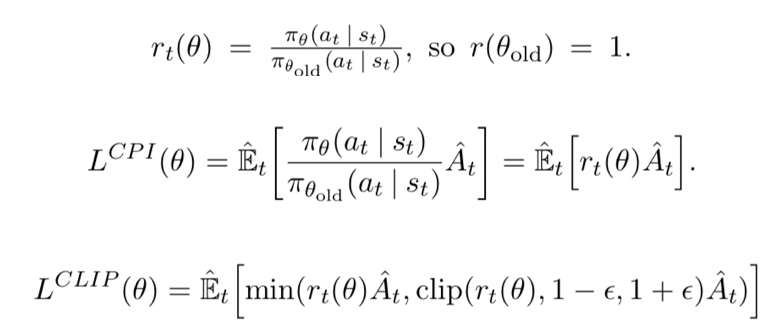 r_t(θ) = π_θ(a_t | s_t) / π_θ_old(a_t | s_t), so r(θ_old) = 1.
L^{CPI}(θ) = Ê_t[ π_θ(a_t | s_t) / π_θ_old(a_t | s_t) Â_t ] = Ê_t[ r_t(θ)Â_t ].
L^{CLIP}(θ) = Ê_t[ min(r_t(θ)Â_t, clip(r_t(θ), 1 − ϵ, 1 + ϵ)Â_t) ]